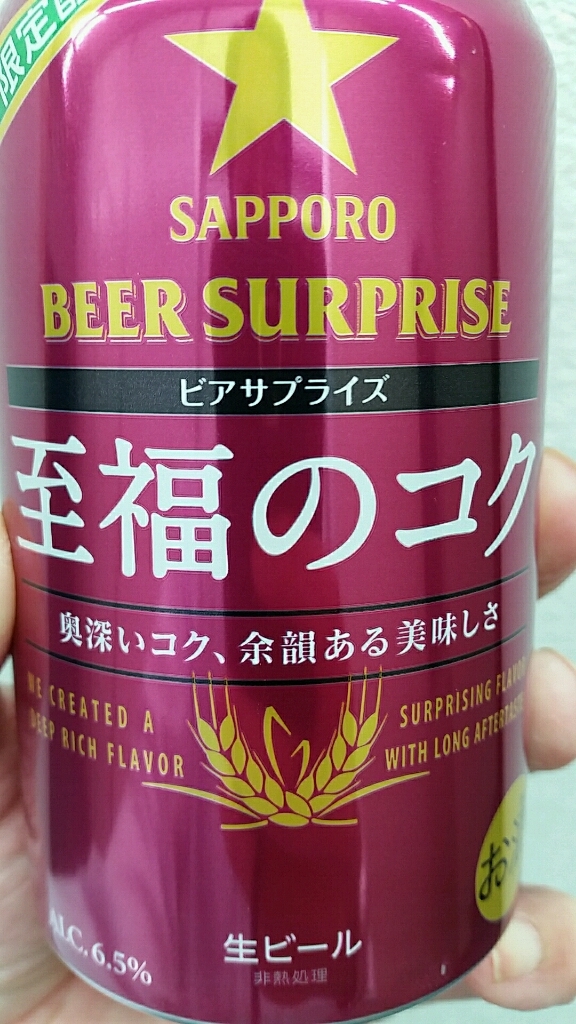 限定
SAPPORO
BEER SURPRISE
ビアサプライズ
至福のコク
奥深いコク、余韻ある美味しさ
WE CREATED A
DEEP RICH FLAVOR
SURPRISING FLAVOR
WITH LONG AFTERTASTE
お
ALC. 6.5%
生ビール
非熱処理